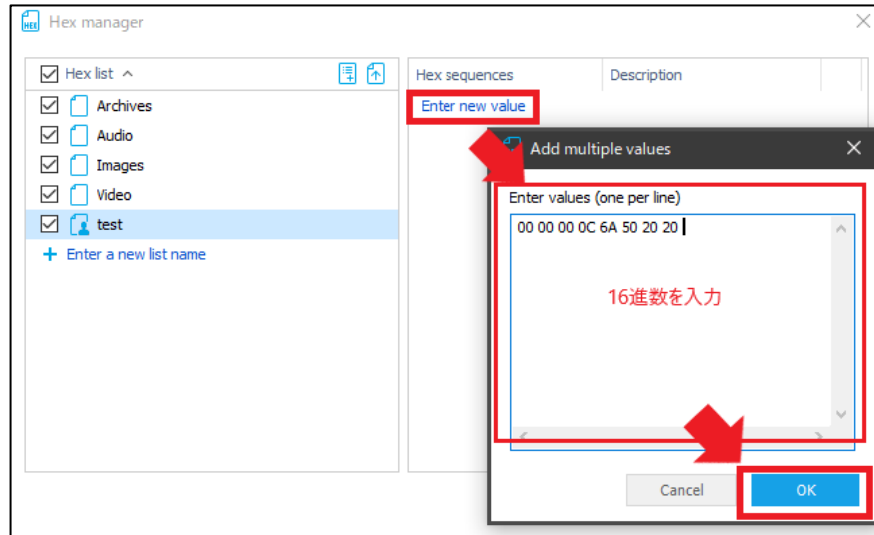 HEX Hex manager
Hex list
Archives
Audio
Images
Video
test
+ Enter a new list name
Hex sequences Description
Enter new value
Add multiple values
Enter values (one per line)
00 00 00 0C 6A 50 20 20
16進数を入力
Cancel OK